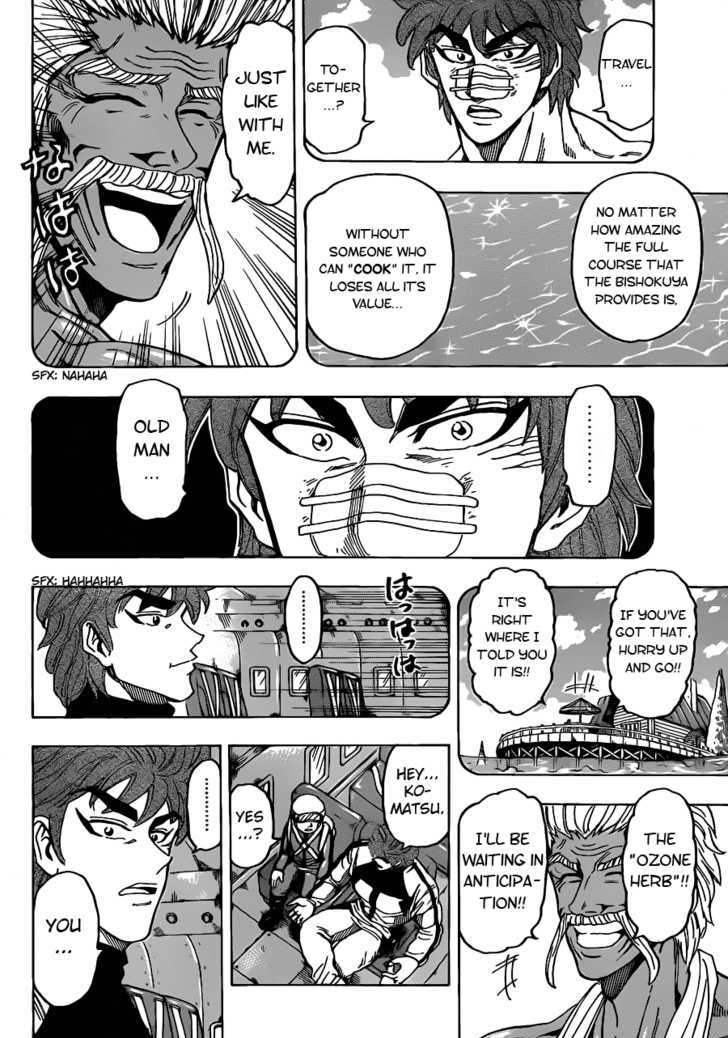 TRAVEL
...
TO-
GETHER
...?
JUST
LIKE
WITH
ME.
なははは
SFX: NAHAHA
NO MATTER
HOW AMAZING
THE FULL
COURSE THAT
THE BISHOKUYA
PROVIDES IS,
WITHOUT
SOMEONE WHO
CAN "COOK" IT, IT
LOSES ALL ITS
VALUE...
.......
OLD
MAN
...
IF YOU'VE
GOT THAT,
HURRY UP
AND GO!!
IT'S
RIGHT
WHERE I
TOLD YOU
IT IS!!
SFX: HAHHAHHA
はっはっは
.......
THE
"OZONE
HERB"!!
I'LL BE
WAITING IN
ANTICIPA-
TION!!
HEY...
KO-
MATSU.
YES
...?
.......
YOU
...